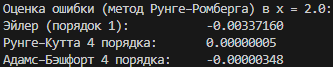 Оценка ошибки (метод Рунге-Ромберга) в x = 2.0:
Эйлер (порядок 1): -0.00337160
Рунге-Кутта 4 порядка: 0.00000005
Адамс-Бэшфорт 4 порядка: -0.00000348